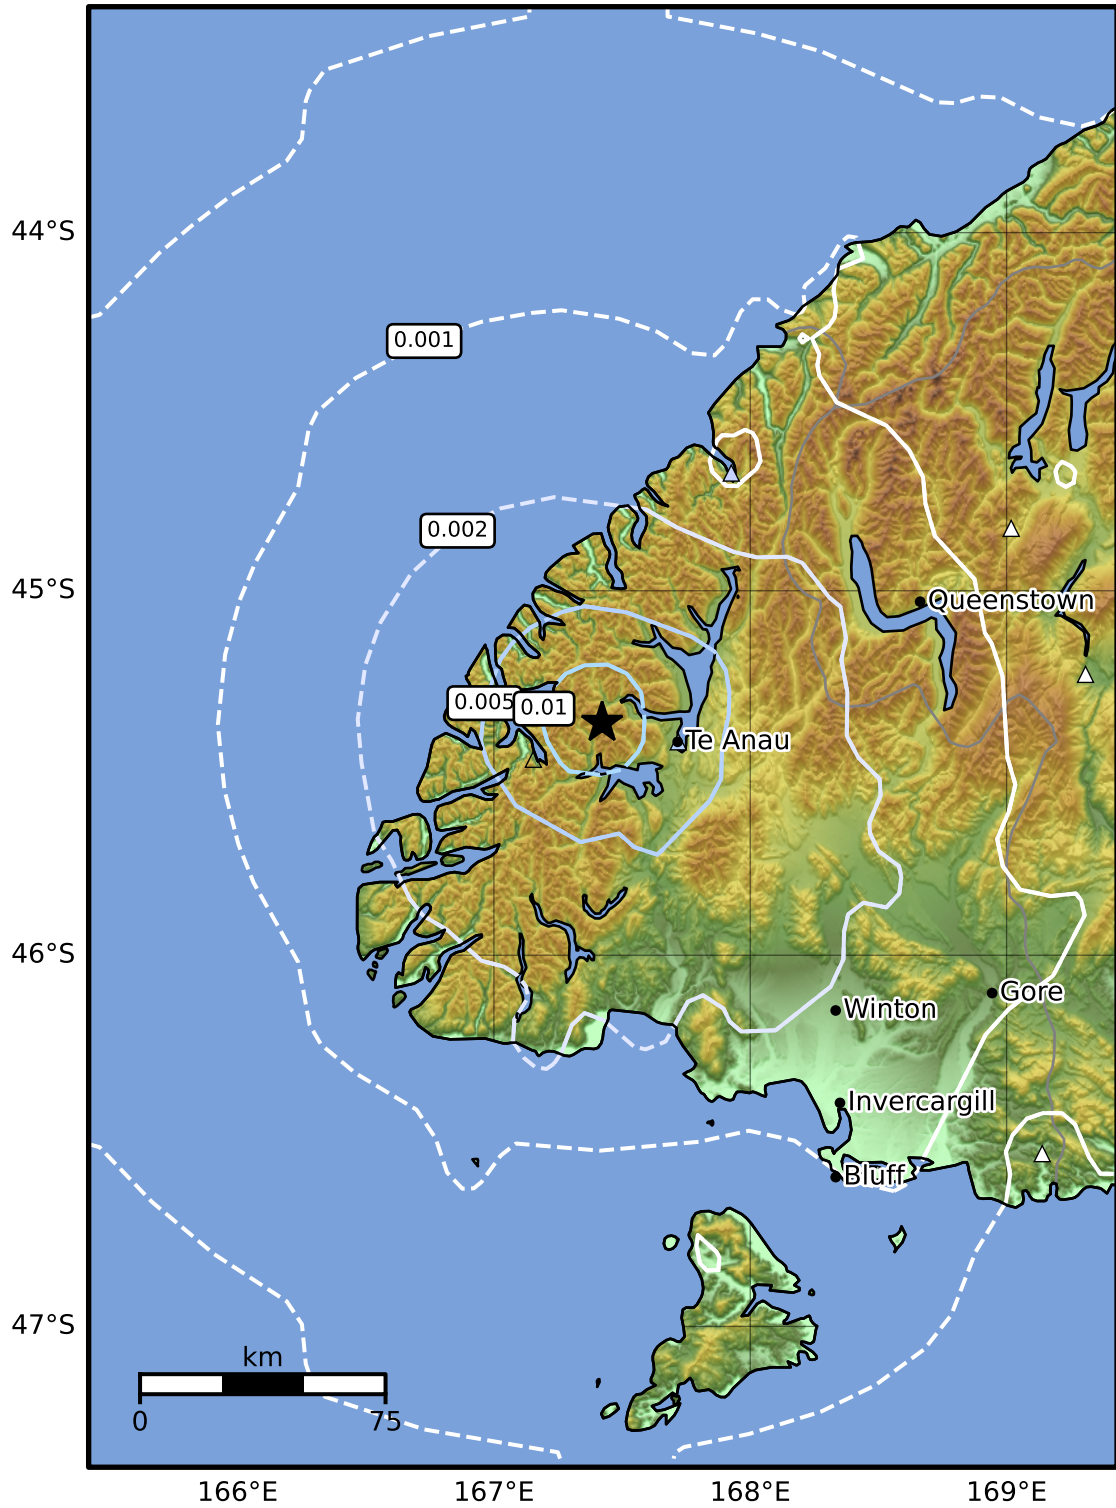 0.001
44°S
0.002
45°S
Queenstown
0.005
0.01
Te Anau
46°S
Gore
Winton
Invercargill
Bluff
47°S
km
0 75
166°E 167°E 168°E 169°E